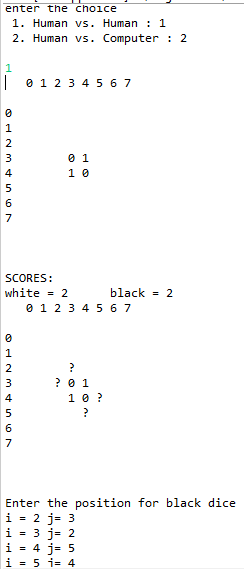 enter the choice
1. Human vs. Human : 1
2. Human vs. Computer : 2
1
0 1 2 3 4 5 6 7
0
1
2
3 0 1
4 1 0
5
6
7
SCORES:
white = 2 black = 2
0 1 2 3 4 5 6 7
0
1
2 ?
3 ? 0 1
4 1 0 ?
5 ?
6
7
Enter the position for black dice
i = 2 j= 3
i = 3 j= 2
i = 4 j= 5
i = 5 j= 4